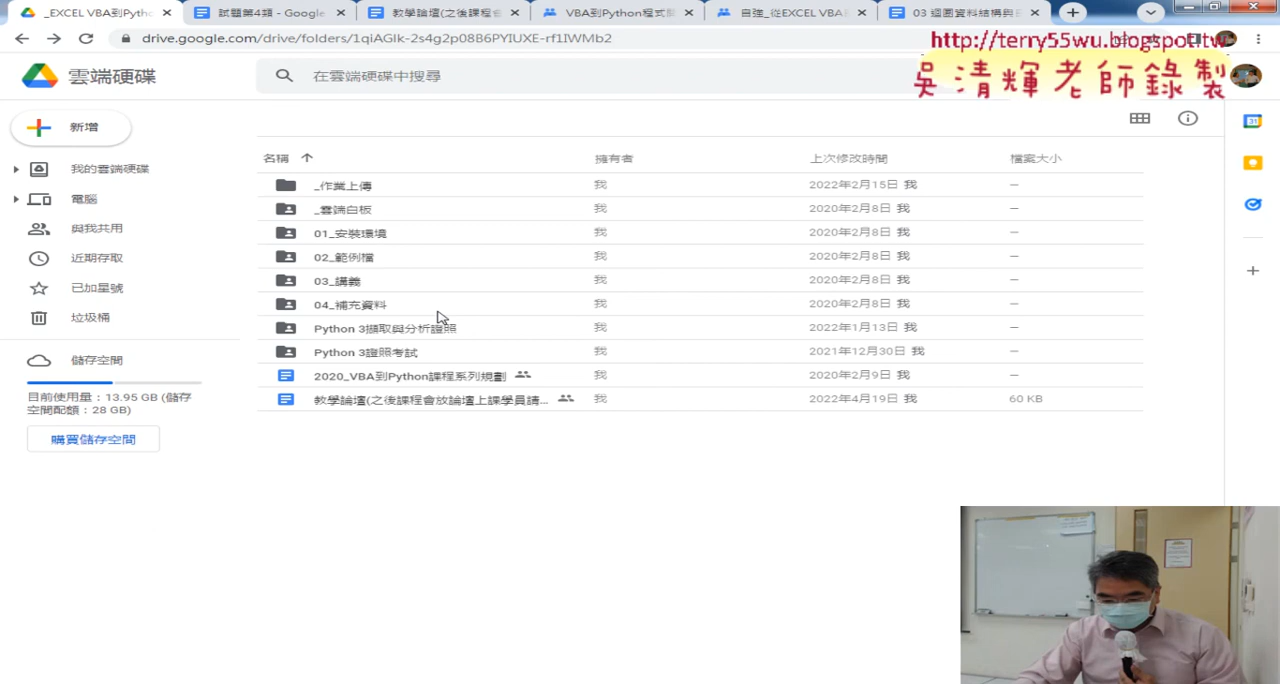 _EXCEL VBA到Pytho
試題第4類 - Google
教學論壇(之後課程會
VBA到Python程式開
自強_從EXCEL VBA
03 迴圈資料結構與
drive.google.com/drive/folders/1qiAGlk-2s4g2p08B6PYIUXE-rf1IWMb2
http://terry55wu.blogspot.tw
吳清輝老師錄製
雲端硬碟
在雲端硬碟中搜尋
新增
我的雲端硬碟
電腦
與我共用
近期存取
已加星號
垃圾桶
儲存空間
目前使用量：13.95 GB (儲存
空間配額：28 GB)
購買儲存空間
名稱 擁有者 上次修改時間 檔案大小
_作業上傳 我 2022年2月15日 我 —
_雲端白板 我 2020年2月8日 我 —
01_安裝環境 我 2020年2月8日 我 —
02_範例檔 我 2020年2月8日 我 —
03_講義 我 2020年2月8日 我 —
04_補充資料 我 2020年2月8日 我 —
Python 3擷取與分析證照 我 2022年1月13日 我 —
Python 3證照考試 我 2021年12月30日 我 —
2020_VBA到Python課程系列規劃 我 2020年2月9日 我 —
教學論壇(之後課程會放論壇上課學員請... 我 2022年4月19日 我 60 KB
31